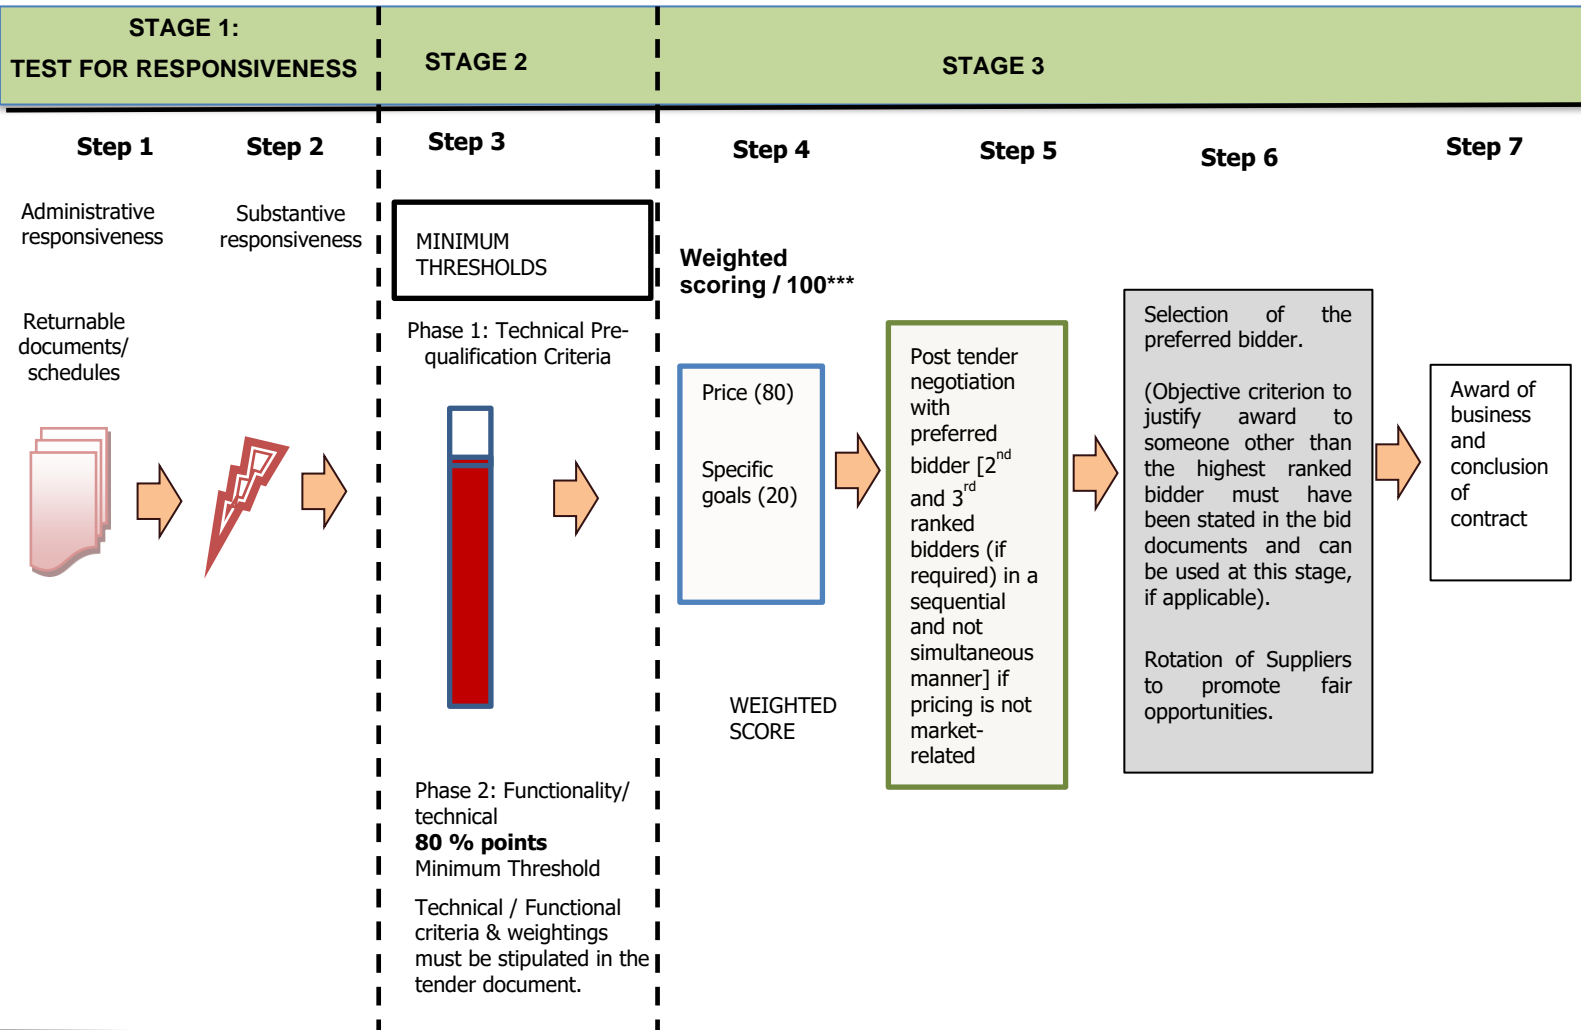 STAGE 1:
TEST FOR RESPONSIVENESS
STAGE 2
STAGE 3
Step 1
Step 2
Step 3
Step 4
Step 5
Step 6
Step 7
Administrative
responsiveness
Returnable
documents/
schedules
Substantive
responsiveness
MINIMUM
THRESHOLDS
Phase 1: Technical Pre-
qualification Criteria
Phase 2: Functionality/
technical
80 % points
Minimum Threshold
Technical / Functional
criteria & weightings
must be stipulated in the
tender document.
Weighted
scoring / 100***
Price (80)
Specific
goals (20)
WEIGHTED
SCORE
Post tender
negotiation
with
preferred
bidder [2nd
and 3rd
ranked
bidders (if
required) in a
sequential
and not
simultaneous
manner] if
pricing is not
market-
related
Selection of the
preferred bidder.
(Objective criterion to
justify award to
someone other than
the highest ranked
bidder must have
been stated in the bid
documents and can
be used at this stage,
if applicable).
Rotation of Suppliers
to promote fair
opportunities.
Award of
business
and
conclusion
of
contract